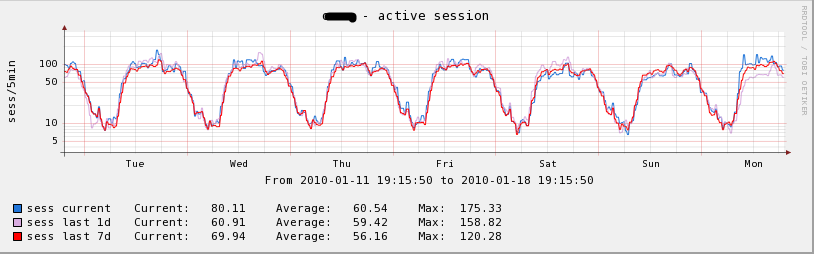 - active session
sess/5min
100
50
10
5
Tue Wed Thu Fri Sat Sun Mon
From 2010-01-11 19:15:50 to 2010-01-18 19:15:50
sess current Current: 80.11 Average: 60.54 Max: 175.33
sess last 1d Current: 60.91 Average: 59.42 Max: 158.82
sess last 7d Current: 69.94 Average: 56.16 Max: 120.28
RRDTOOL / TOBI OETIKER